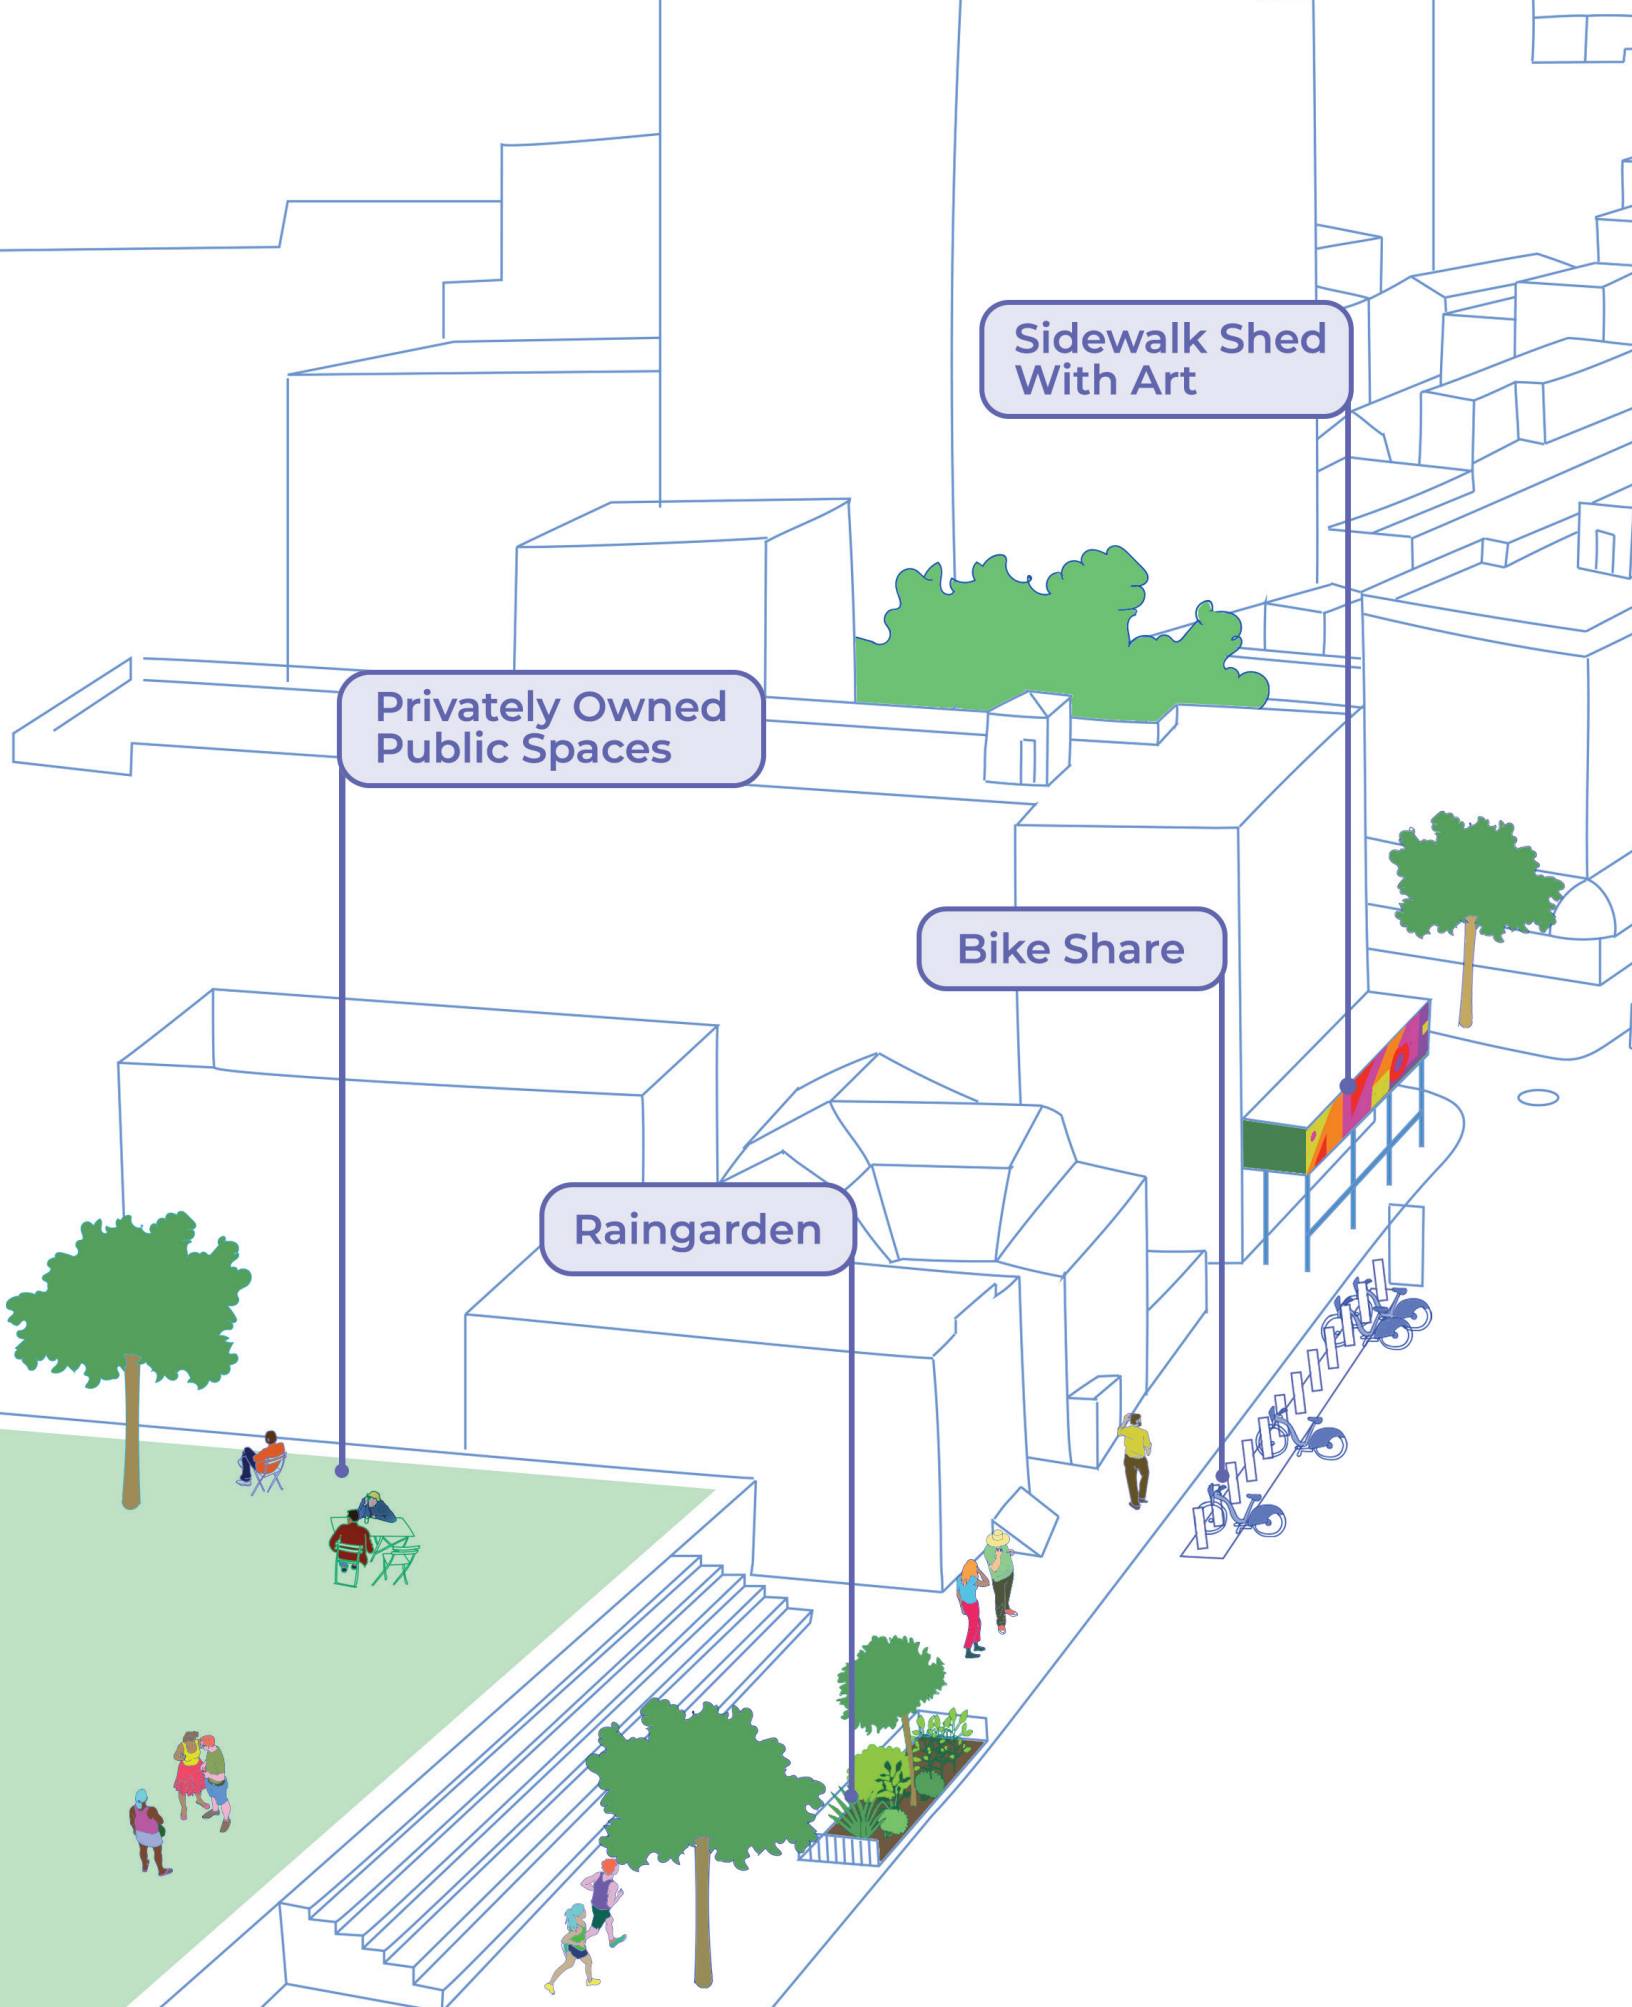 Sidewalk Shed
With Art
Privately Owned
Public Spaces
Bike Share
Raingarden